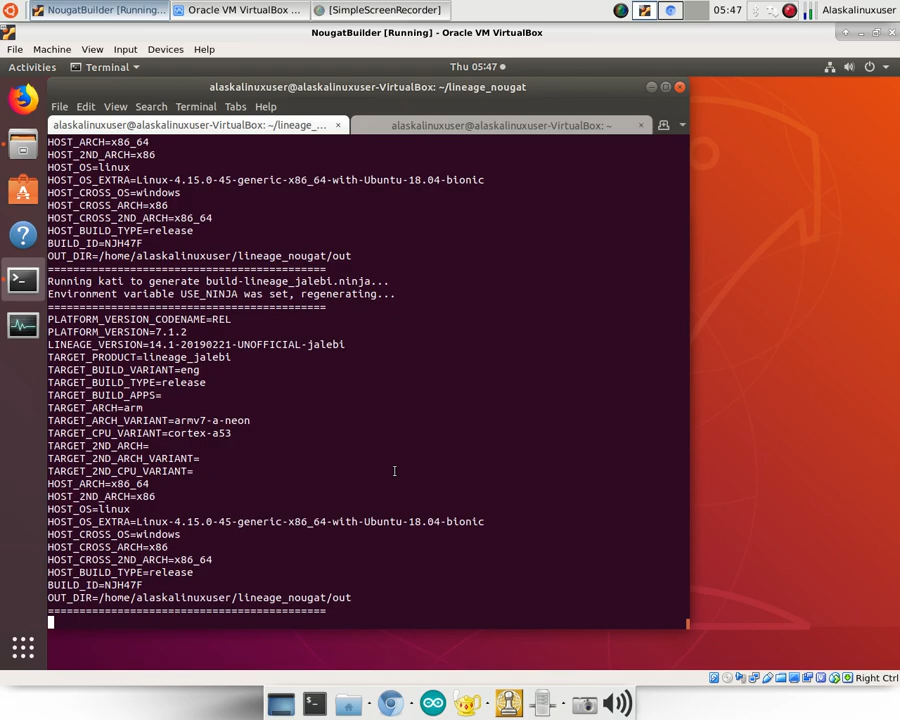 NougatBuilder [Running...
Oracle VM VirtualBox ...
[SimpleScreenRecorder]
05:47
Alaskalinuxuser
NougatBuilder [Running] - Oracle VM VirtualBox
File Machine View Input Devices Help
Activities
Terminal
Thu 05:47
alaskalinuxuser@alaskalinuxuser-VirtualBox: ~/lineage_nougat
File Edit View Search Terminal Tabs Help
alaskalinuxuser@alaskalinuxuser-VirtualBox: ~/lineage_...
alaskalinuxuser@alaskalinuxuser-VirtualBox: ~
HOST_ARCH=x86_64
HOST_2ND_ARCH=x86
HOST_OS=linux
HOST_OS_EXTRA=Linux-4.15.0-45-generic-x86_64-with-Ubuntu-18.04-bionic
HOST_CROSS_OS=windows
HOST_CROSS_ARCH=x86
HOST_CROSS_2ND_ARCH=x86_64
HOST_BUILD_TYPE=release
BUILD_ID=NJH47F
OUT_DIR=/home/alaskalinuxuser/lineage_nougat/out
============================================
Running kati to generate build-lineage_jalebi.ninja...
Environment variable USE_NINJA was set, regenerating...
============================================
PLATFORM_VERSION_CODENAME=REL
PLATFORM_VERSION=7.1.2
LINEAGE_VERSION=14.1-20190221-UNOFFICIAL-jalebi
TARGET_PRODUCT=lineage_jalebi
TARGET_BUILD_VARIANT=eng
TARGET_BUILD_TYPE=release
TARGET_BUILD_APPS=
TARGET_ARCH=arm
TARGET_ARCH_VARIANT=armv7-a-neon
TARGET_CPU_VARIANT=cortex-a53
TARGET_2ND_ARCH=
TARGET_2ND_ARCH_VARIANT=
TARGET_2ND_CPU_VARIANT=
HOST_ARCH=x86_64
HOST_2ND_ARCH=x86
HOST_OS=linux
HOST_OS_EXTRA=Linux-4.15.0-45-generic-x86_64-with-Ubuntu-18.04-bionic
HOST_CROSS_OS=windows
HOST_CROSS_ARCH=x86
HOST_CROSS_2ND_ARCH=x86_64
HOST_BUILD_TYPE=release
BUILD_ID=NJH47F
OUT_DIR=/home/alaskalinuxuser/lineage_nougat/out
============================================
Right Ctrl